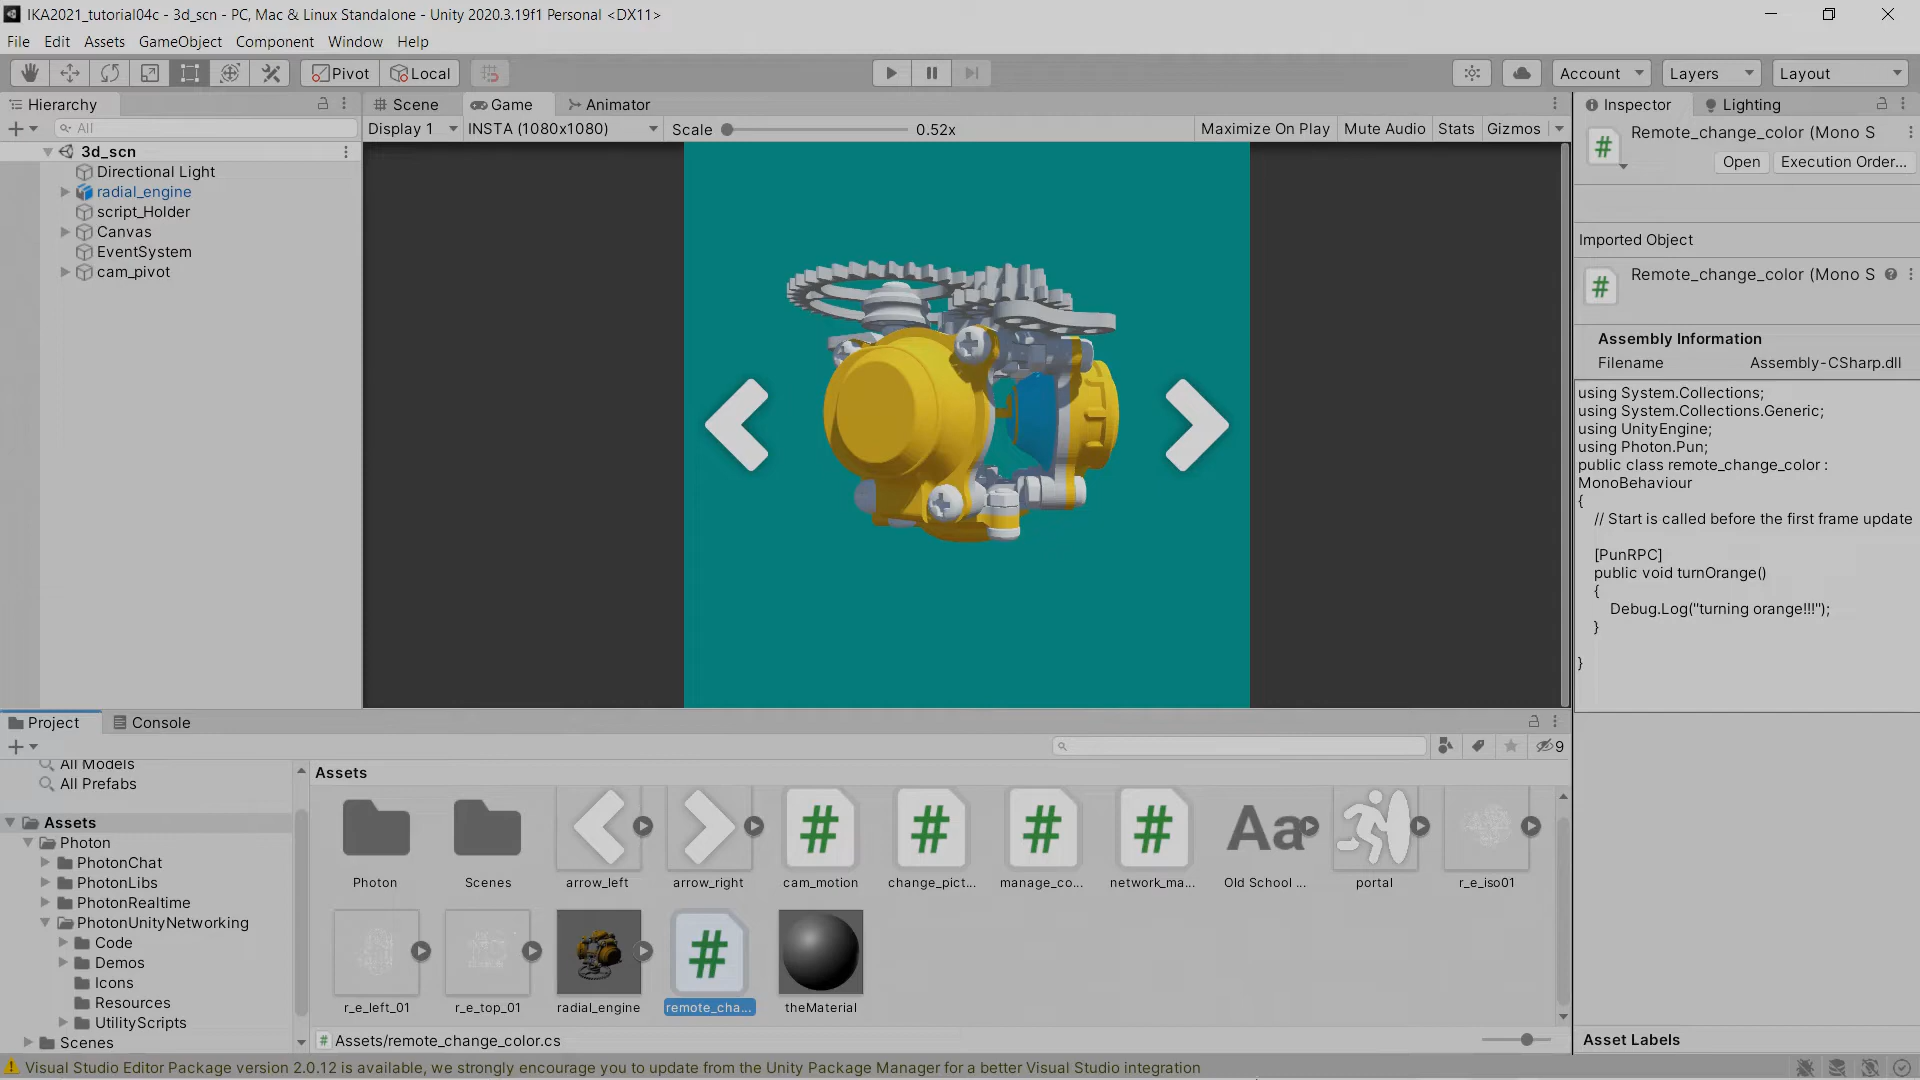 IKA2021_tutorial04c - 3d_scn - PC, Mac & Linux Standalone - Unity 2020.3.19f1 Personal <DX11>
File Edit Assets GameObject Component Window Help
Pivot Local Account Layers Layout
Hierarchy
All
3d_scn
Directional Light
radial_engine
script_Holder
Canvas
EventSystem
cam_pivot
Scene Game Animator
Display 1 INSTA (1080x1080) Scale 0.52x Maximize On Play Mute Audio Stats Gizmos
Inspector Lighting
Remote_change_color (Mono S
Open Execution Order...
Imported Object
Remote_change_color (Mono S
Assembly Information
Filename Assembly-CSharp.dll
using System.Collections;
using System.Collections.Generic;
using UnityEngine;
using Photon.Pun;
public class remote_change_color :
MonoBehaviour
{
// Start is called before the first frame update
[PunRPC]
public void turnOrange()
{
Debug.Log("turning orange!!!");
}
}
Project Console
9
All Models
All Prefabs
Assets
Photon
PhotonChat
PhotonLibs
PhotonRealtime
PhotonUnityNetworking
Code
Demos
Icons
Resources
UtilityScripts
Scenes
Assets
Aa
Photon Scenes arrow_left arrow_right cam_motion change_pict... manage_co... network_ma... Old School ... portal r_e_iso01
r_e_left_01 r_e_top_01 radial_engine remote_cha... theMaterial
Assets/remote_change_color.cs
Asset Labels
Visual Studio Editor Package version 2.0.12 is available, we strongly encourage you to update from the Unity Package Manager for a better Visual Studio integration